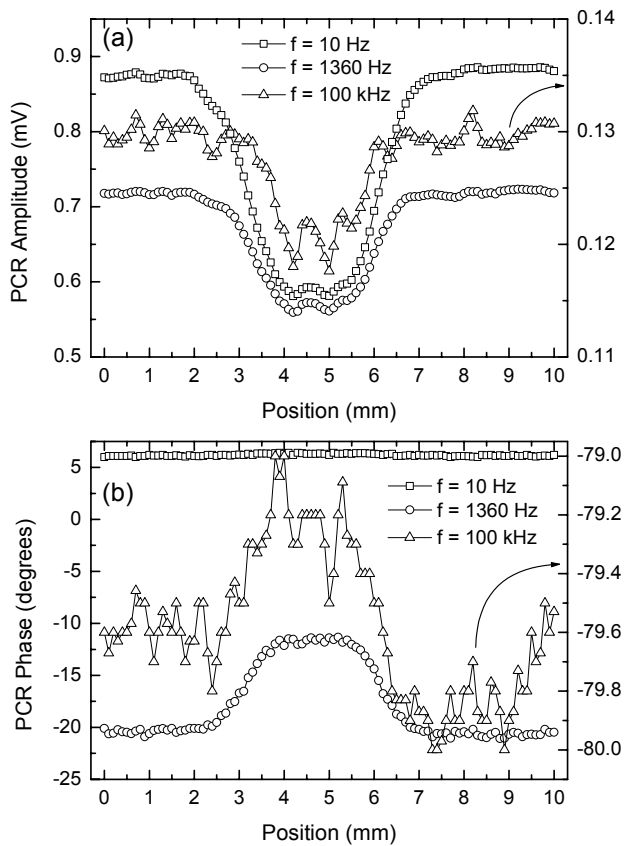 (a)
f = 10 Hz
f = 1360 Hz
f = 100 kHz
PCR Amplitude (mV)
0.9
0.8
0.7
0.6
0.5
0.14
0.13
0.12
0.11
0 1 2 3 4 5 6 7 8 9 10
Position (mm)
(b)
f = 10 Hz
f = 1360 Hz
f = 100 kHz
PCR Phase (degrees)
5
0
-5
-10
-15
-20
-25
-79.0
-79.2
-79.4
-79.6
-79.8
-80.0
0 1 2 3 4 5 6 7 8 9 10
Position (mm)